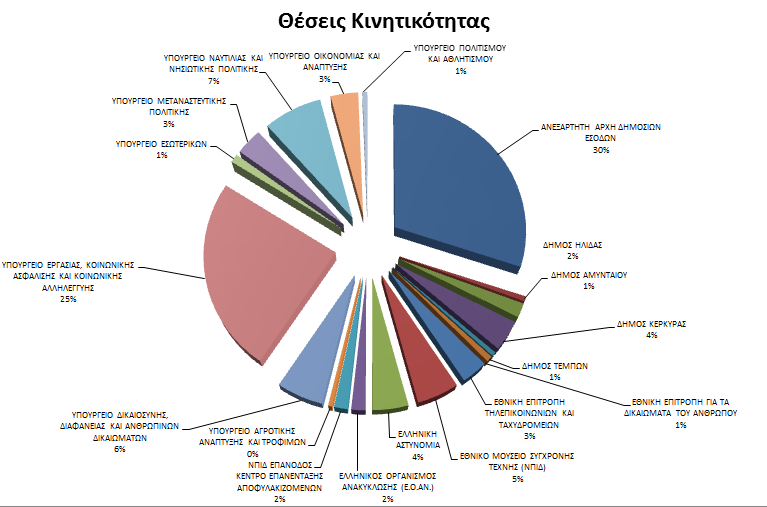 Θέσεις Κινητικότητας
ΥΠΟΥΡΓΕΙΟ ΠΟΛΙΤΙΣΜΟΥ
ΚΑΙ ΑΘΛΗΤΙΣΜΟΥ
1%
ΑΝΕΞΑΡΤΗΤΗ ΑΡΧΗ ΔΗΜΟΣΙΩΝ
ΕΣΟΔΩΝ
30%
ΔΗΜΟΣ ΗΛΙΔΑΣ
2%
ΔΗΜΟΣ ΑΜΥΝΤΑΙΟΥ
1%
ΔΗΜΟΣ ΚΕΡΚΥΡΑΣ
4%
ΔΗΜΟΣ ΤΕΜΠΩΝ
1%
ΕΘΝΙΚΗ ΕΠΙΤΡΟΠΗ ΓΙΑ ΤΑ
ΔΙΚΑΙΩΜΑΤΑ ΤΟΥ ΑΝΘΡΩΠΟΥ
1%
ΕΘΝΙΚΗ ΕΠΙΤΡΟΠΗ
ΤΗΛΕΠΙΚΟΙΝΩΝΙΩΝ ΚΑΙ
ΤΑΧΥΔΡΟΜΕΙΩΝ
3%
ΕΘΝΙΚΟ ΜΟΥΣΕΙΟ ΣΥΓΧΡΟΝΗΣ
ΤΕΧΝΗΣ (ΝΠΙΔ)
5%
ΕΛΛΗΝΙΚΗ
ΑΣΤΥΝΟΜΙΑ
4%
ΕΛΛΗΝΙΚΟΣ ΟΡΓΑΝΙΣΜΟΣ
ΑΝΑΚΥΚΛΩΣΗΣ (Ε.Ο.ΑΝ.)
2%
ΝΠΙΔ ΕΠΑΝΟΔΟΣ
ΚΕΝΤΡΟ ΕΠΑΝΕΝΤΑΞΗΣ
ΑΠΟΦΥΛΑΚΙΖΟΜΕΝΩΝ
2%
ΥΠΟΥΡΓΕΙΟ ΑΓΡΟΤΙΚΗΣ
ΑΝΑΠΤΥΞΗΣ ΚΑΙ ΤΡΟΦΙΜΩΝ
0%
ΥΠΟΥΡΓΕΙΟ ΔΙΚΑΙΟΣΥΝΗΣ,
ΔΙΑΦΑΝΕΙΑΣ ΚΑΙ ΑΝΘΡΩΠΙΝΩΝ
ΔΙΚΑΙΩΜΑΤΩΝ
6%
ΥΠΟΥΡΓΕΙΟ ΕΡΓΑΣΙΑΣ, ΚΟΙΝΩΝΙΚΗΣ
ΑΣΦΑΛΙΣΗΣ ΚΑΙ ΚΟΙΝΩΝΙΚΗΣ
ΑΛΛΗΛΕΓΓΥΗΣ
25%
ΥΠΟΥΡΓΕΙΟ ΕΣΩΤΕΡΙΚΩΝ
1%
ΥΠΟΥΡΓΕΙΟ ΜΕΤΑΝΑΣΤΕΥΤΙΚΗΣ
ΠΟΛΙΤΙΚΗΣ
3%
ΥΠΟΥΡΓΕΙΟ ΝΑΥΤΙΛΙΑΣ ΚΑΙ
ΝΗΣΙΩΤΙΚΗΣ ΠΟΛΙΤΙΚΗΣ
7%
ΥΠΟΥΡΓΕΙΟ ΟΙΚΟΝΟΜΙΑΣ ΚΑΙ
ΑΝΑΠΤΥΞΗΣ
3%